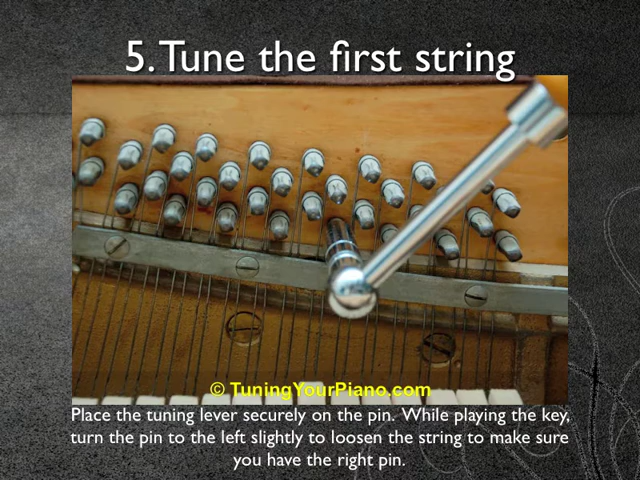 5. Tune the first string
© TuningYourPiano.com
Place the tuning lever securely on the pin. While playing the key,
turn the pin to the left slightly to loosen the string to make sure
you have the right pin.